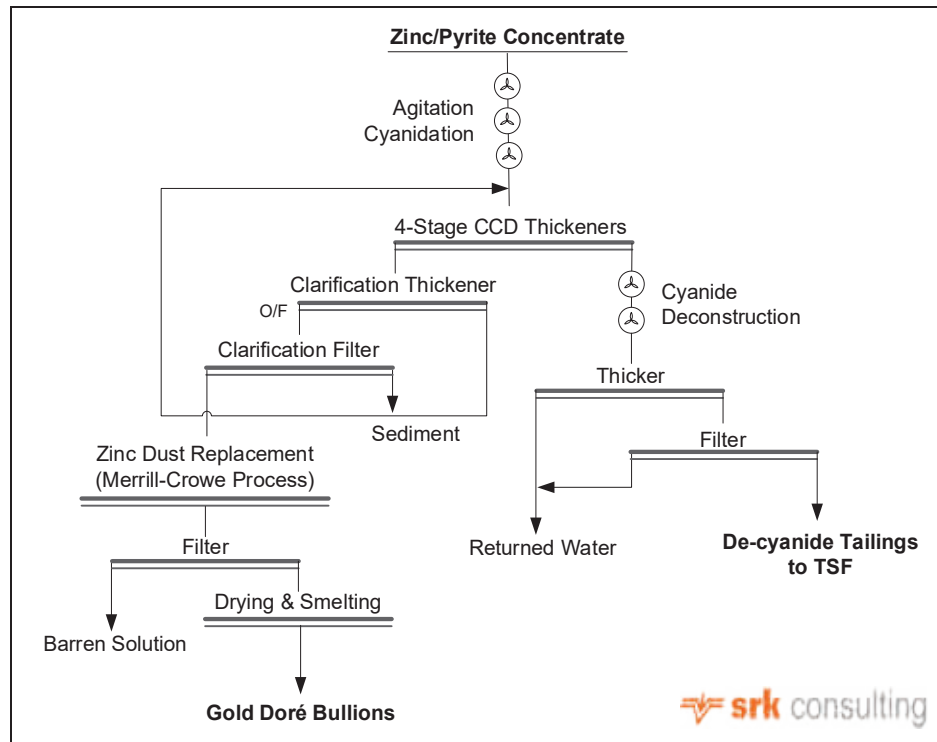 Zinc/Pyrite Concentrate
Agitation
Cyanidation
4-Stage CCD Thickeners
Clarification Thickener
Cyanide
Deconstruction
O/F
Clarification Filter
Thicker
Sediment
Filter
Zinc Dust Replacement
(Merrill-Crowe Process)
Filter
Returned Water
De-cyanide Tailings
to TSF
Drying & Smelting
Barren Solution
Gold Doré Bullions
srk consulting